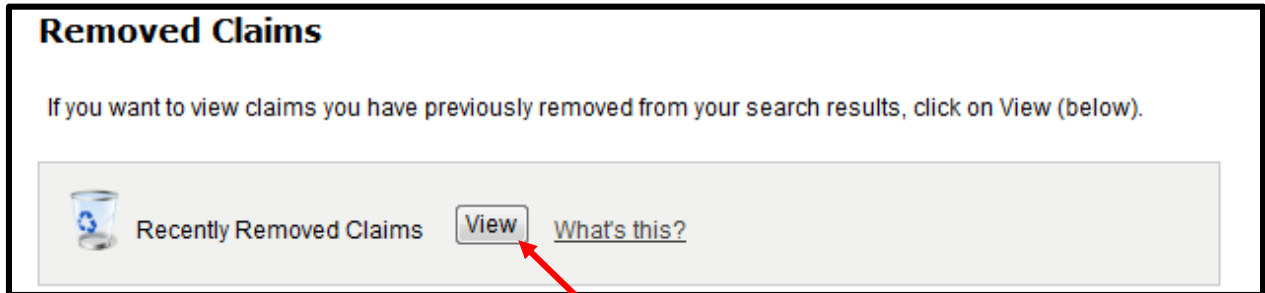 Removed Claims
If you want to view claims you have previously removed from your search results, click on View (below).
Recently Removed Claims View What's this?